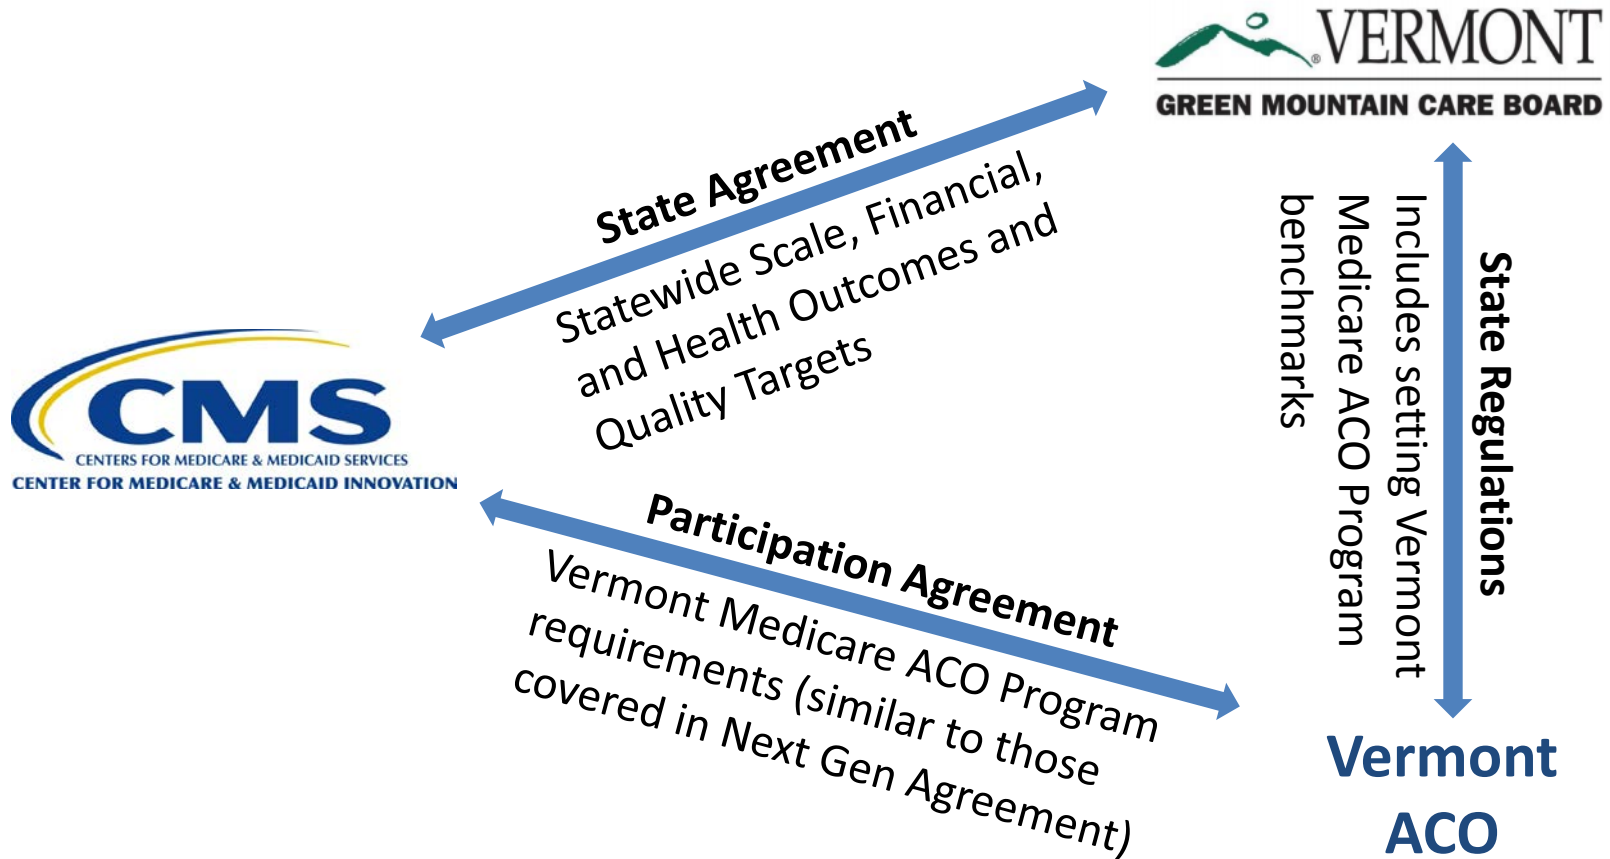 VERMONT
GREEN MOUNTAIN CARE BOARD
State Agreement
Statewide Scale, Financial,
and Health Outcomes and
Quality Targets
CMS
CENTERS FOR MEDICARE & MEDICAID SERVICES
CENTER FOR MEDICARE & MEDICAID INNOVATION
Participation Agreement
Vermont Medicare ACO Program
requirements (similar to those
covered in Next Gen Agreement)
State Regulations
Includes setting Vermont
Medicare ACO Program
benchmarks
Vermont
ACO